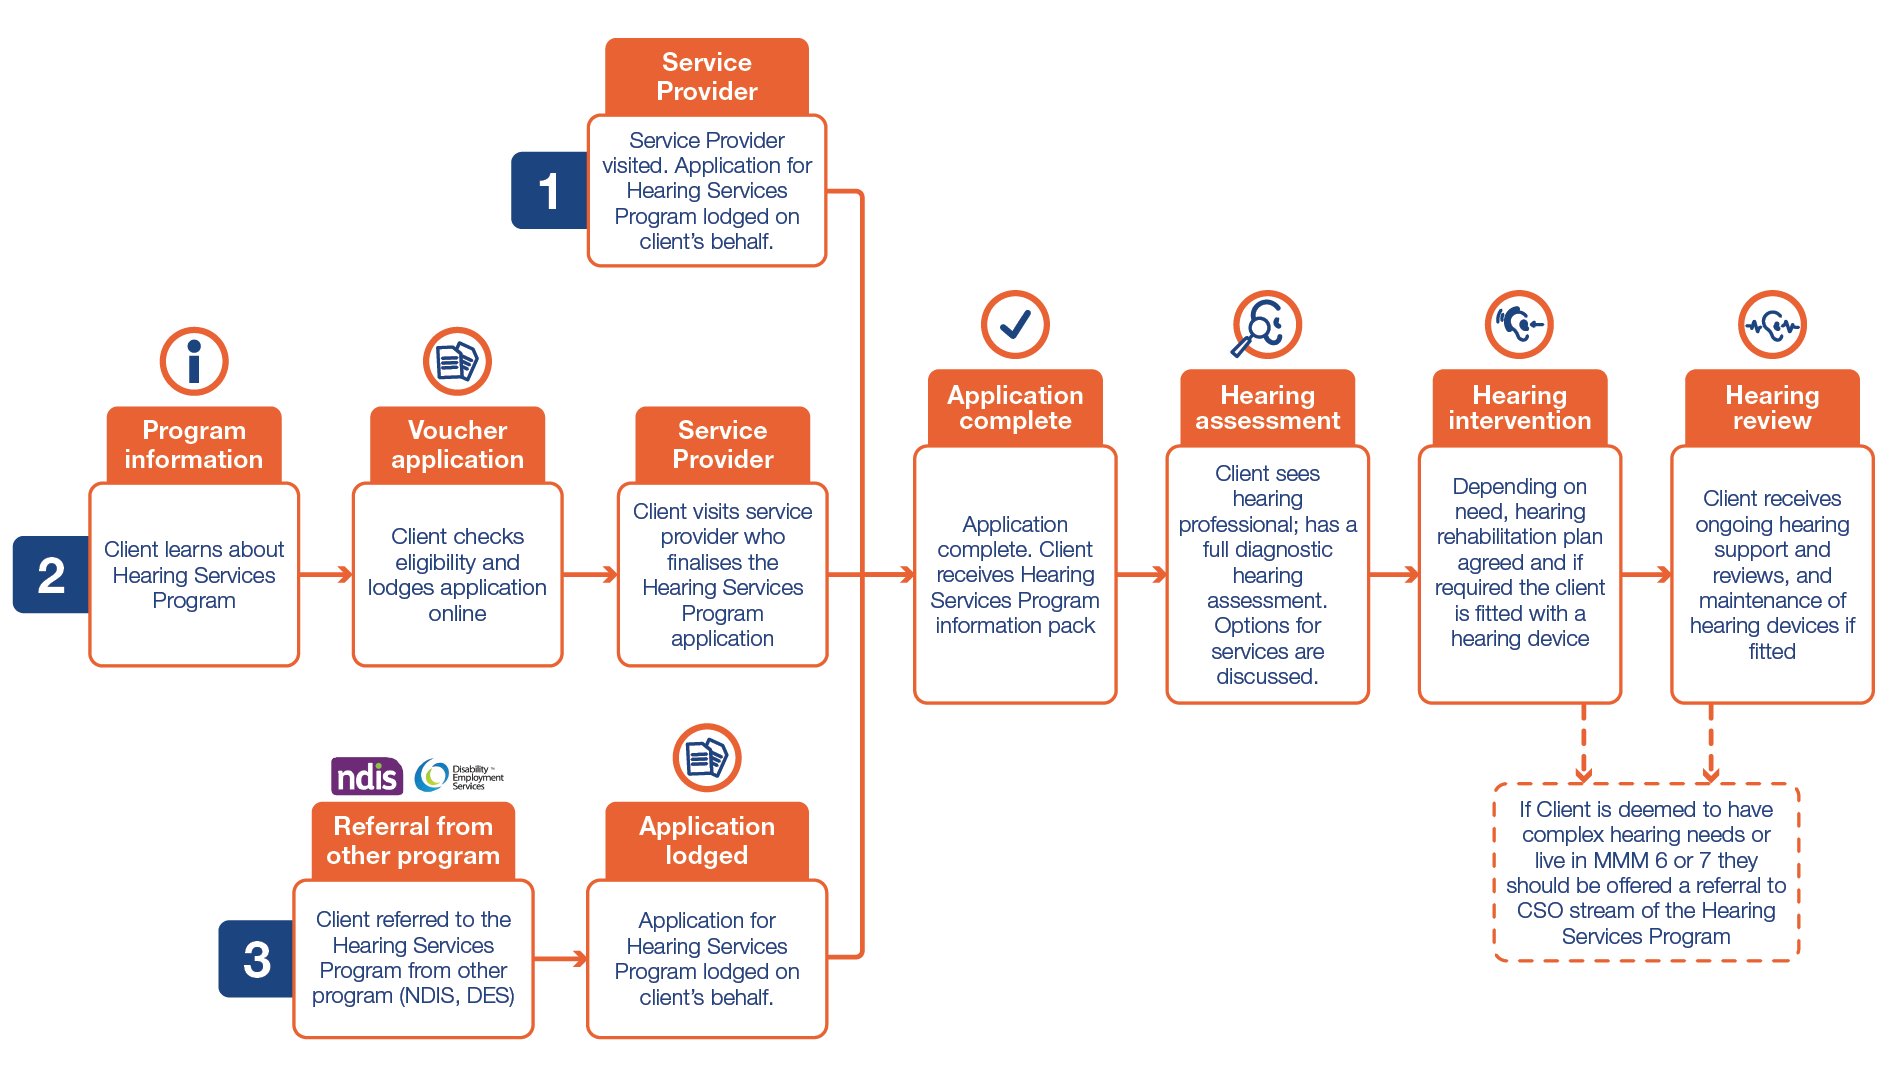 Service
Provider
Service Provider
visited. Application for
Hearing Services
Program lodged on
client's behalf.
1
Program
information
Client learns about
Hearing Services
Program
2
Voucher
application
Client checks
eligibility and
lodges application
online
Service
Provider
Client visits service
provider who
finalises the
Hearing Services
Program
application
ndis
Disability™
Employment
Services
Referral from
other program
Client referred to the
Hearing Services
Program from other
program (NDIS, DES)
3
Application
lodged
Application for
Hearing Services
Program lodged on
client's behalf.
Application
complete
Application
complete. Client
receives Hearing
Services Program
information pack
Hearing
assessment
Client sees
hearing
professional; has a
full diagnostic
hearing
assessment.
Options for
services are
discussed.
Hearing
intervention
Depending on
need, hearing
rehabilitation plan
agreed and if
required the client
is fitted with a
hearing device
Hearing
review
Client receives
ongoing hearing
support and
reviews, and
maintenance of
hearing devices if
fitted
If Client is deemed to have
complex hearing needs or
live in MMM 6 or 7 they
should be offered a referral to
CSO stream of the Hearing
Services Program